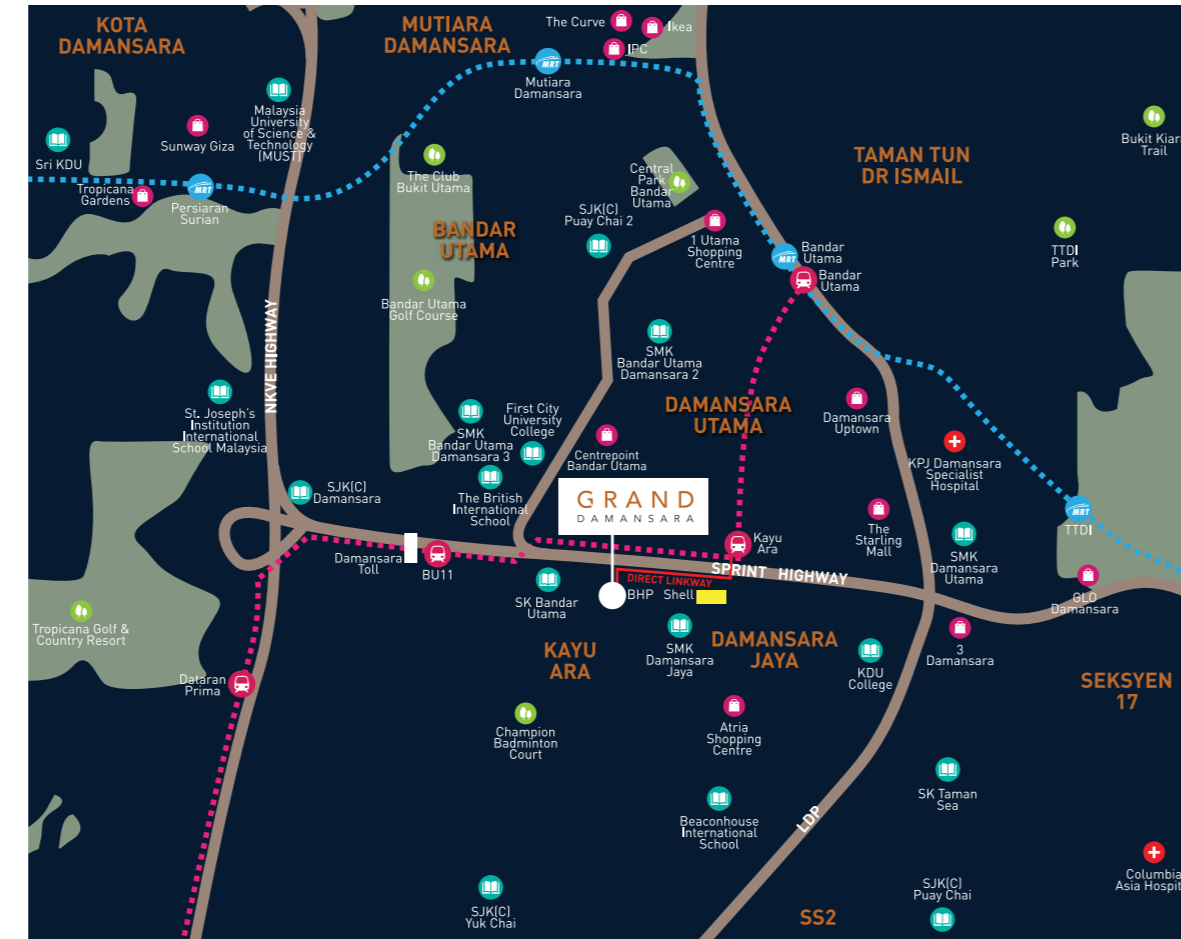 KOTA
DAMANSARA
MUTIARA
DAMANSARA
The Curve
Ikea
IPC
MRT
Mutiara
Damansara
Malaysia
University
of Science &
Technology
(MUST)
Sunway Giza
Sri KDU
Tropicana
Gardens
MRT
Persiaran
Surian
The Club
Bukit Utama
Central
Park
Bandar
Utama
TAMAN TUN
DR ISMAIL
Bukit Kiar
Trail
SJK(C)
Puay Chai 2
BANDAR
UTAMA
1 Utama
Shopping
Centre
MRT
Bandar
Utama
Bandar
Utama
TTDI
Park
Bandar Utama
Golf Course
NKVE HIGHWAY
SMK
Bandar Utama
Damansara 2
St. Joseph's
Institution
International
School Malaysia
SMK
Bandar Utama
Damansara 3
First City
University
College
DAMANSARA
UTAMA
Damansara
Uptown
Centrepoint
Bandar Utama
KPJ Damansara
Specialist
Hospital
SJK(C)
Damansara
The British
International
School
GRAND
DAMANSARA
The
Starling
Mall
MRT
TTDI
Damansara
Toll
BU11
Kayu
Ara
SPRINT HIGHWAY
SMK
Damansara
Utama
DIRECT LINKWAY
BHP
Shell
SK Bandar
Utama
GLO
Damansara
Tropicana Golf &
Country Resort
KAYU
ARA
SMK
Damansara
Jaya
DAMANSARA
JAYA
KDU
College
3
Damansara
SEKSYEN
17
Dataran
Prima
Champion
Badminton
Court
Atria
Shopping
Centre
SK Taman
Sea
Beaconhouse
International
School
LDP
Columbia
Asia Hospit
SJK(C)
Yuk Chai
SS2
SJK(C)
Puay Chai